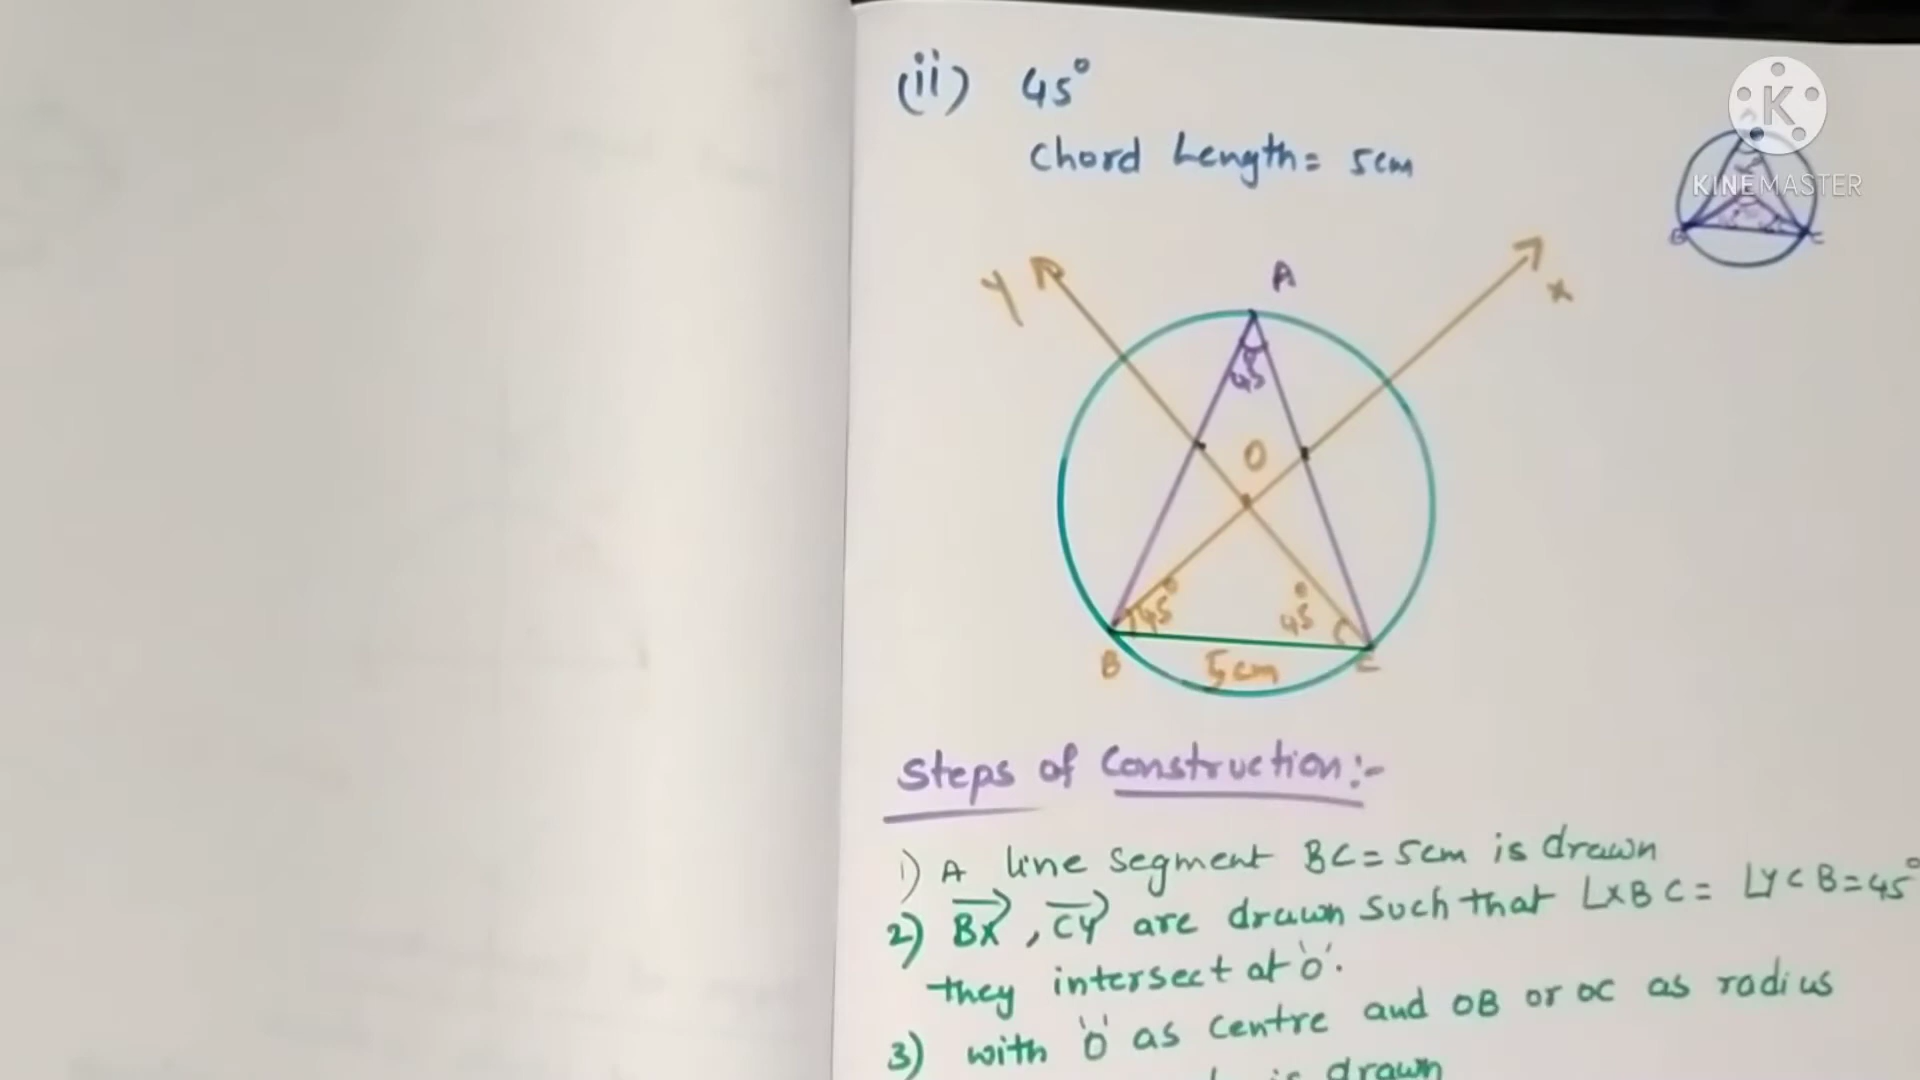 (ii) 45°
Chord Length = 5cm
K
KINEMASTER
B C
Y A X
45
O
45° 45°
B 5cm C
Steps of Construction:-
1) A line segment BC = 5cm is drawn
2) BX, CY are drawn such that ∠XBC = ∠YCB = 45°
they intersect at 'O'.
3) with 'O' as centre and OB or OC as radius
is drawn